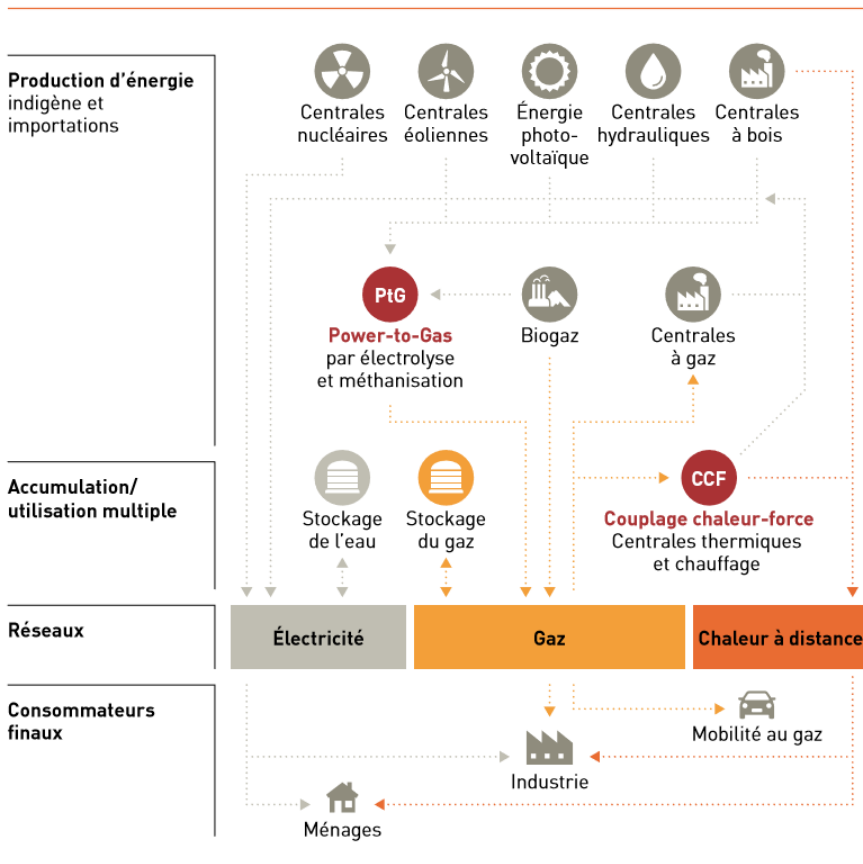 Production d’énergie
indigène et
importations
Centrales
nucléaires
Centrales
éoliennes
Énergie
photo-
voltaïque
Centrales
hydrauliques
Centrales
à bois
PtG
Power-to-Gas
par électrolyse
et méthanisation
Biogaz
Centrales
à gaz
Accumulation/
utilisation multiple
Stockage
de l’eau
Stockage
du gaz
CCF
Couplage chaleur-force
Centrales thermiques
et chauffage
Réseaux
Électricité
Gaz
Chaleur à distance
Consommateurs
finaux
Mobilité au gaz
Industrie
Ménages